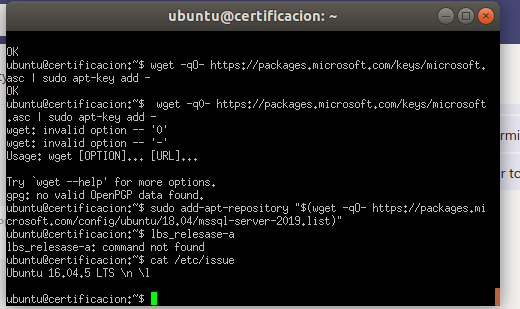 ubuntu@certificacion: ~
OK
ubuntu@certificacion:~$ wget -qO- https://packages.microsoft.com/keys/microsoft.
asc | sudo apt-key add -
OK
ubuntu@certificacion:~$  wget -q0- https://packages.microsoft.com/keys/microsoft
.asc | sudo apt-key add -
wget: invalid option -- '0'
wget: invalid option -- '-'
Usage: wget [OPTION]... [URL]...
Try `wget --help' for more options.
gpg: no valid OpenPGP data found.
ubuntu@certificacion:~$ sudo add-apt-repository "$(wget -qO- https://packages.mi
crosoft.com/config/ubuntu/18.04/mssql-server-2019.list)"
ubuntu@certificacion:~$ lbs_relesase-a
lbs_relesase-a: command not found
ubuntu@certificacion:~$ cat /etc/issue
Ubuntu 16.04.5 LTS \n \l
ubuntu@certificacion:~$